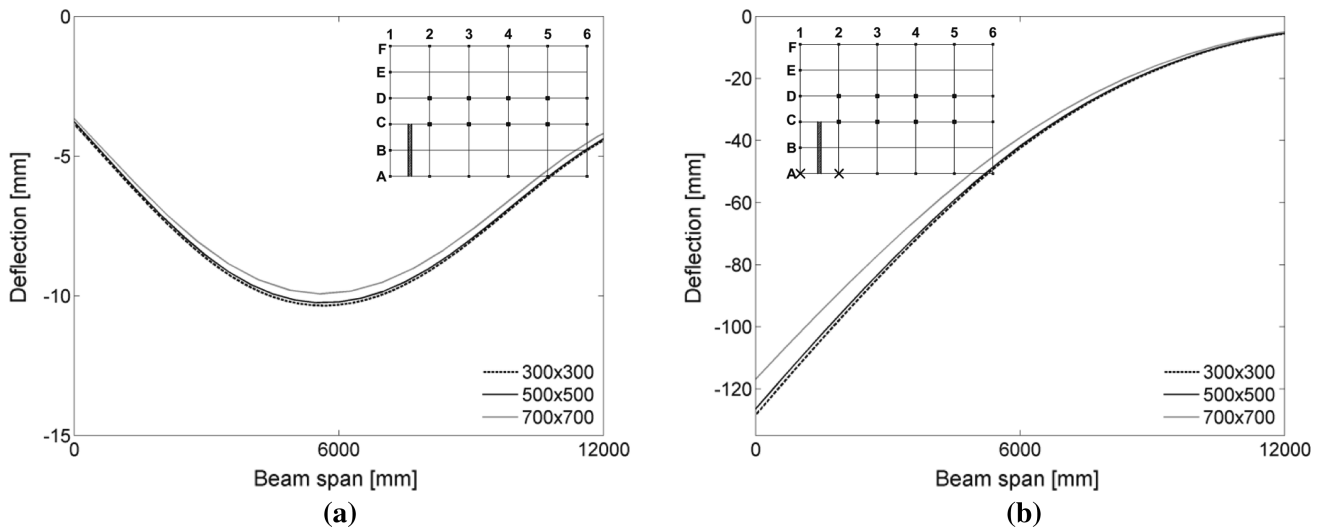 0
-5
-10
-15
Deflection [mm]
1 2 3 4 5 6
F
E
D
C
B
A
300x300
500x500
700x700
0 6000 12000
Beam span [mm]
(a)
0
-20
-40
-60
-80
-100
-120
Deflection [mm]
1 2 3 4 5 6
F
E
D
C
B
A
300x300
500x500
700x700
0 6000 12000
Beam span [mm]
(b)